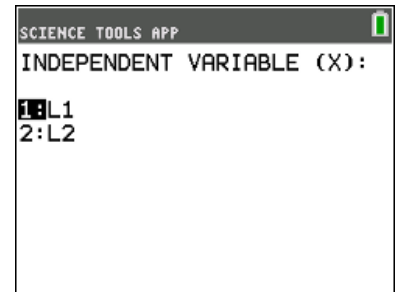 SCIENCE TOOLS APP
INDEPENDENT VARIABLE (X):
1:L1
2:L2